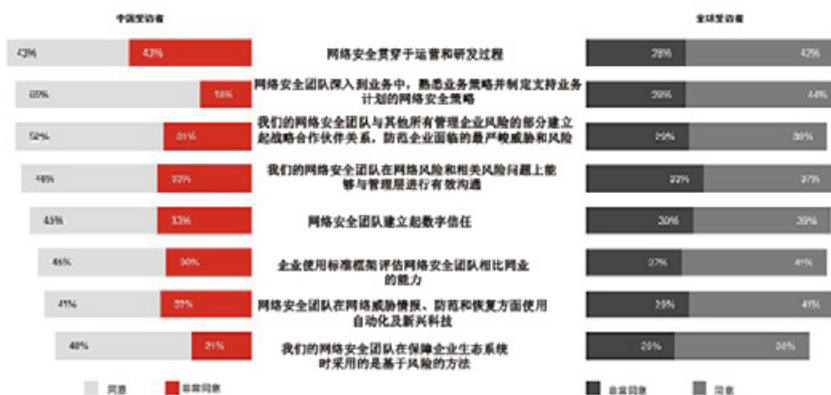 中国受访者
全球受访者
43% 43% 网络安全贯穿于运营和研发过程 28% 42%
网络安全团队深入到业务中，熟悉业务策略并制定支持业务
18% 28% 44%
计划的网络安全策略
我们的网络安全团队与其他所有管理企业风险的部分建立
31% 29%
起战略合作伙伴关系，防范企业面临的最严峻威胁和风险
我们的网络安全团队在网络风险和相关风险问题上能
33% 37%
够与管理层进行有效沟通
45% 33% 网络安全团队建立起数字信任 30% 39%
企业使用标准框架评估网络安全团队相比同业
30% 27% 41%
的能力
网络安全团队在网络威胁情报、防范和恢复方面使用
41% 32% 29% 41%
自动化及新兴科技
我们的网络安全团队在保障企业生态系统
48% 21% 38%
时采用的是基于风险的方法
同意 非常同意 非常同意 同意